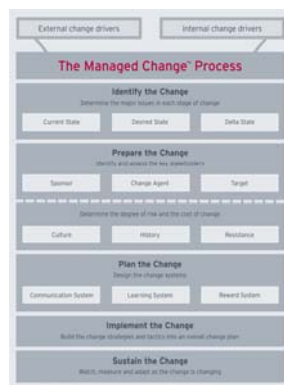 External change drivers
Internal change drivers
The Managed Change™ Process
Identify the Change
Determine the major issues in each stage of change
Current State
Desired State
Delta State
Prepare the Change
Identify and assess the key stakeholders
Sponsor
Change Agent
Target
Determine the degree of risk and the cost of change
Culture
History
Resistance
Plan the Change
Design the change systems
Communication System
Learning System
Reward System
Implement the Change
Build the change strategies and tactics into an overall change plan
Sustain the Change
Watch, measure and adapt as the change is changing